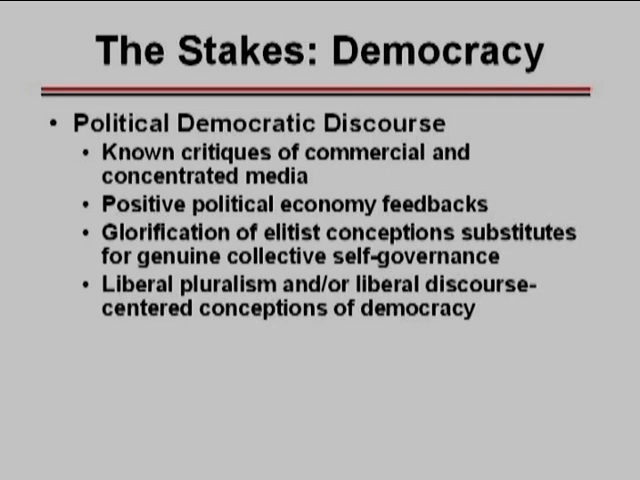 The Stakes: Democracy
• Political Democratic Discourse
• Known critiques of commercial and
concentrated media
• Positive political economy feedbacks
• Glorification of elitist conceptions substitutes
for genuine collective self-governance
• Liberal pluralism and/or liberal discourse-
centered conceptions of democracy